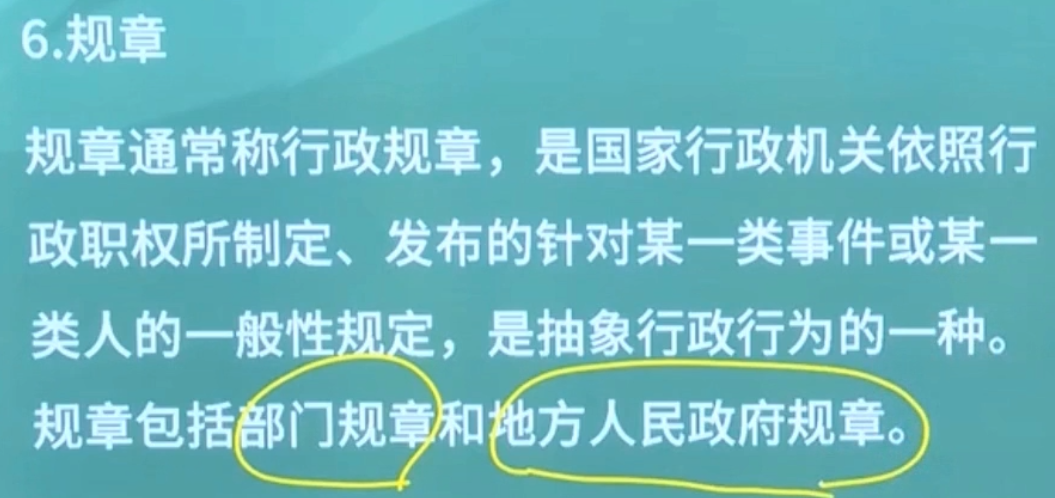 6.规章
规章通常称行政规章，是国家行政机关依照行
政职权所制定、发布的针对某一类事件或某一
类人的一般性规定，是抽象行政行为的一种。
规章包括部门规章和地方人民政府规章。